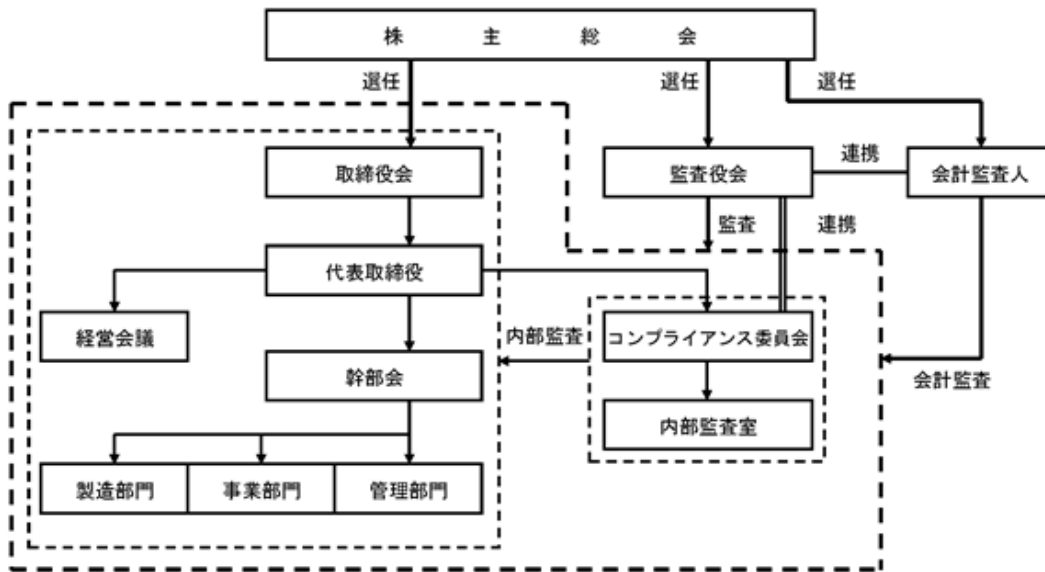 株主総会
選任
選任
選任
取締役会
監査役会
連携
会計監査人
監査
連携
代表取締役
経営会議
内部監査
コンプライアンス委員会
幹部会
会計監査
内部監査室
製造部門
事業部門
管理部門